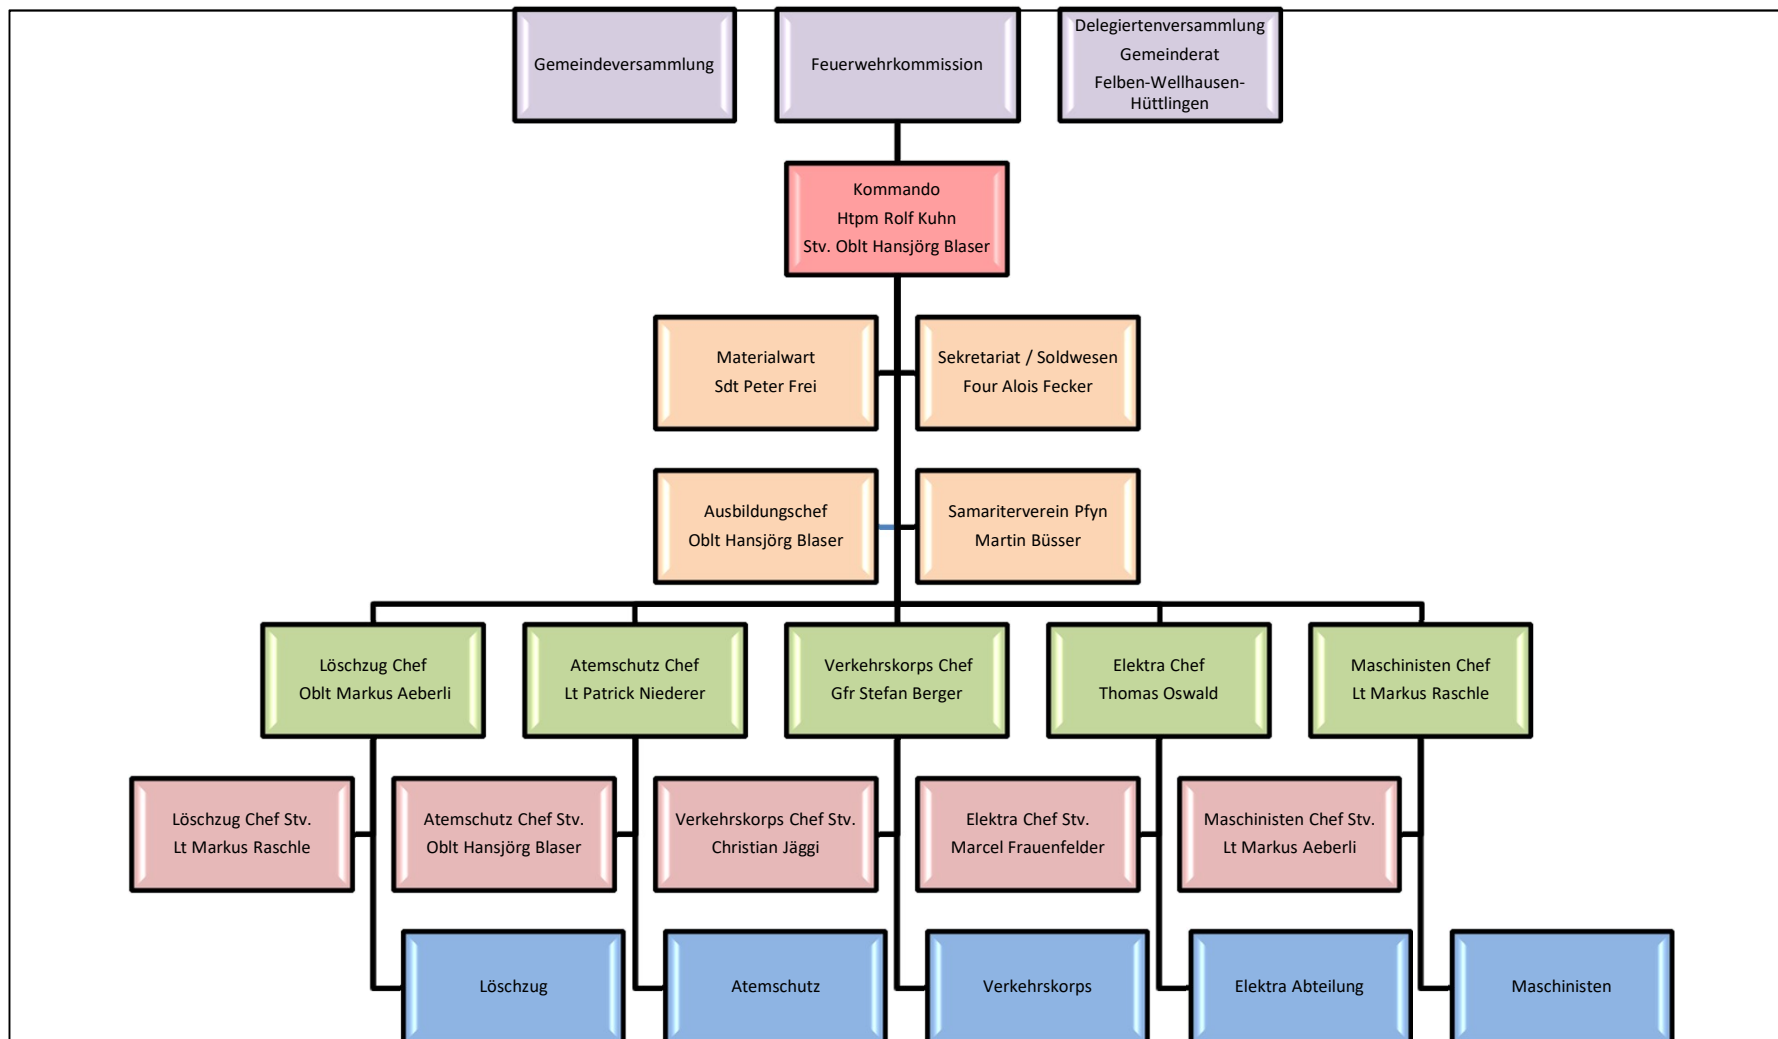 Gemeindeversammlung
Feuerwehrkommission
Delegiertenversammlung
Gemeinderat
Felben-Wellhausen-
Hüttlingen
Kommando
Htpm Rolf Kuhn
Stv. Oblt Hansjörg Blaser
Materialwart
Sdt Peter Frei
Sekretariat / Soldwesen
Four Alois Fecker
Ausbildungschef
Oblt Hansjörg Blaser
Samariterverein Pfyn
Martin Büsser
Löschzug Chef
Oblt Markus Aeberli
Atemschutz Chef
Lt Patrick Niederer
Verkehrskorps Chef
Gfr Stefan Berger
Elektra Chef
Thomas Oswald
Maschinisten Chef
Lt Markus Raschle
Löschzug Chef Stv.
Lt Markus Raschle
Atemschutz Chef Stv.
Oblt Hansjörg Blaser
Verkehrskorps Chef Stv.
Christian Jäggi
Elektra Chef Stv.
Marcel Frauenfelder
Maschinisten Chef Stv.
Lt Markus Aeberli
Löschzug
Atemschutz
Verkehrskorps
Elektra Abteilung
Maschinisten